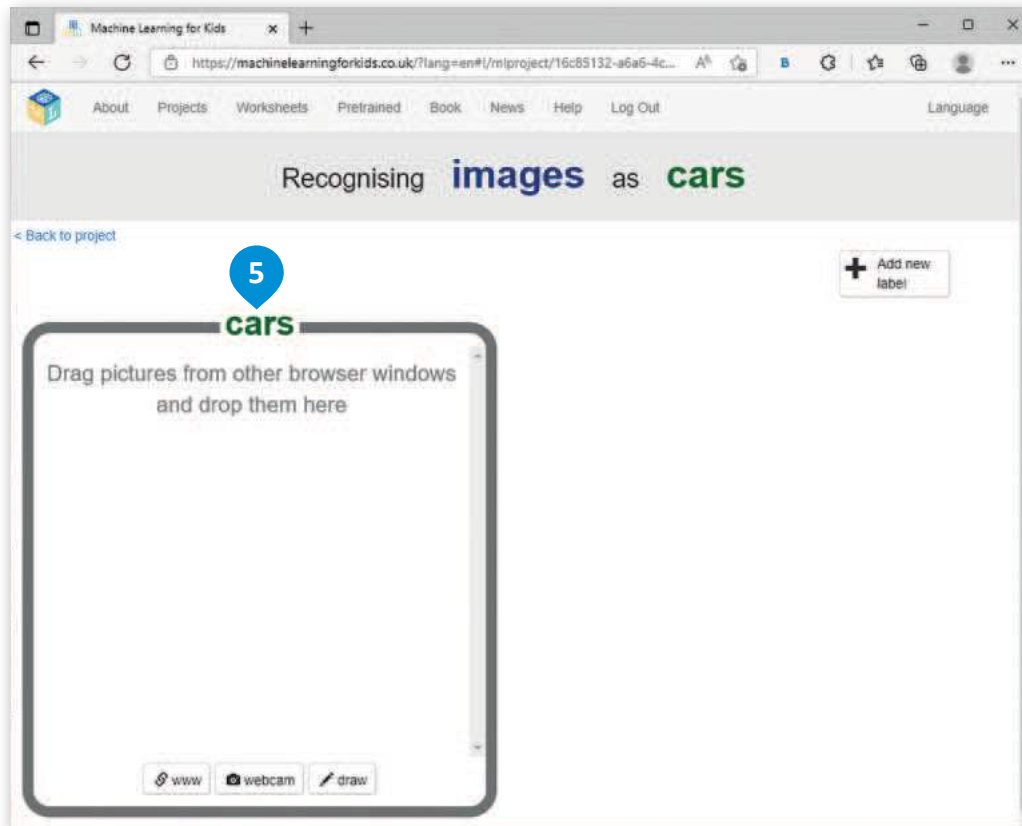 Machine Learning for Kids
https://machinelearningforkids.co.uk/?lang=en#!/mlproject/16c85132-a6a6-4c...
About Projects Worksheets Pretrained Book News Help Log Out Language
Recognising images as cars
< Back to project
Add new
label
5
cars
Drag pictures from other browser windows
and drop them here
www webcam draw